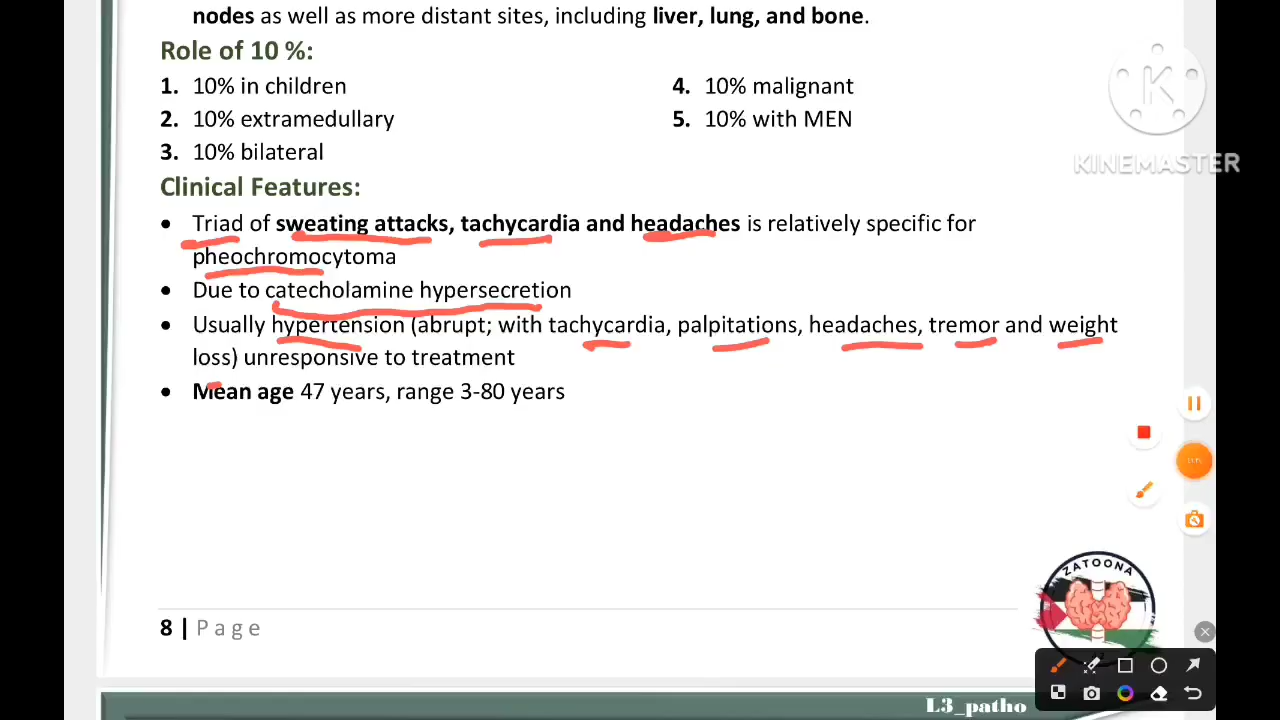 nodes as well as more distant sites, including liver, lung, and bone.
Role of 10 %:
1. 10% in children
2. 10% extramedullary
3. 10% bilateral
4. 10% malignant
5. 10% with MEN
Clinical Features:
• Triad of sweating attacks, tachycardia and headaches is relatively specific for
pheochromocytoma
• Due to catecholamine hypersecretion
• Usually hypertension (abrupt; with tachycardia, palpitations, headaches, tremor and weight
loss) unresponsive to treatment
• Mean age 47 years, range 3-80 years
8 | Page
K
KINEMASTER
ZATOONA
L3_patho